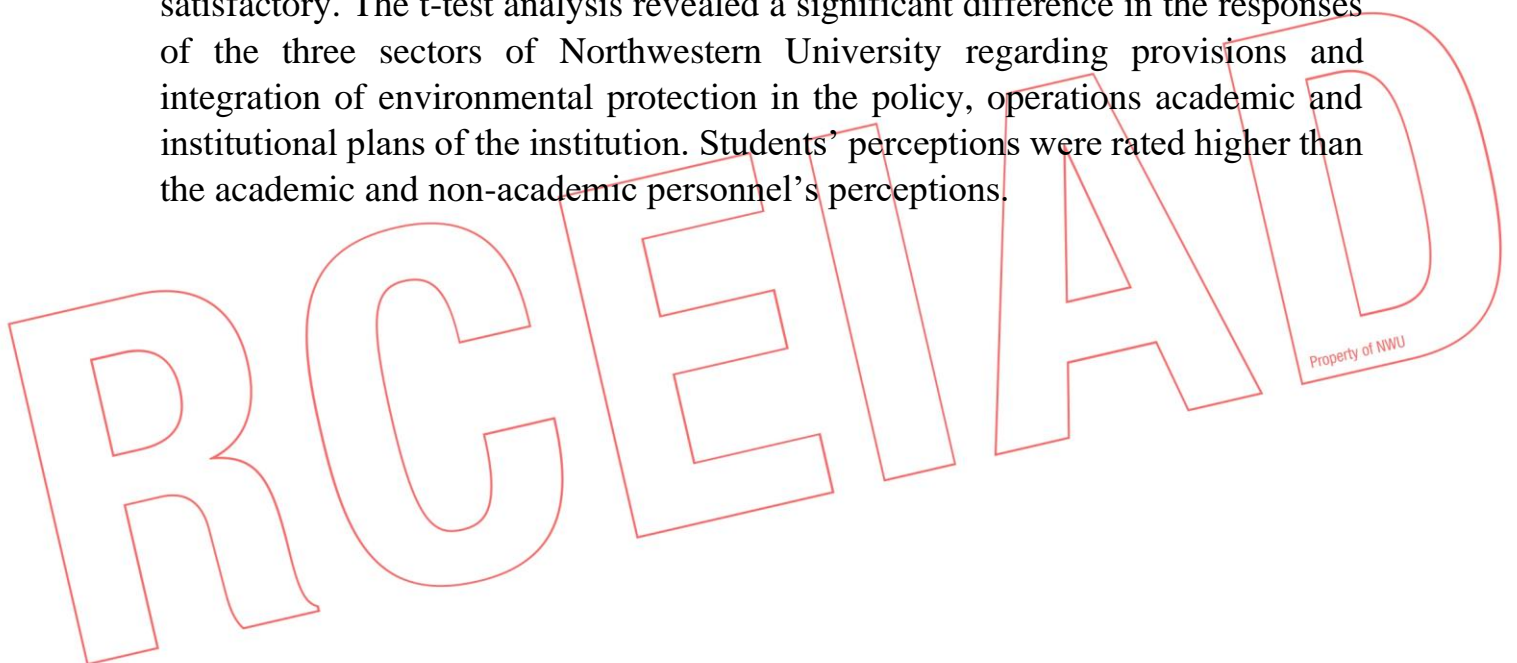 satisfactory. The t-test analysis revealed a significant difference in the responses
of the three sectors of Northwestern University regarding provisions and
integration of environmental protection in the policy, operations academic and
institutional plans of the institution. Students’ perceptions were rated higher than
the academic and non-academic personnel’s perceptions.
RCEIAD
Property of NWU